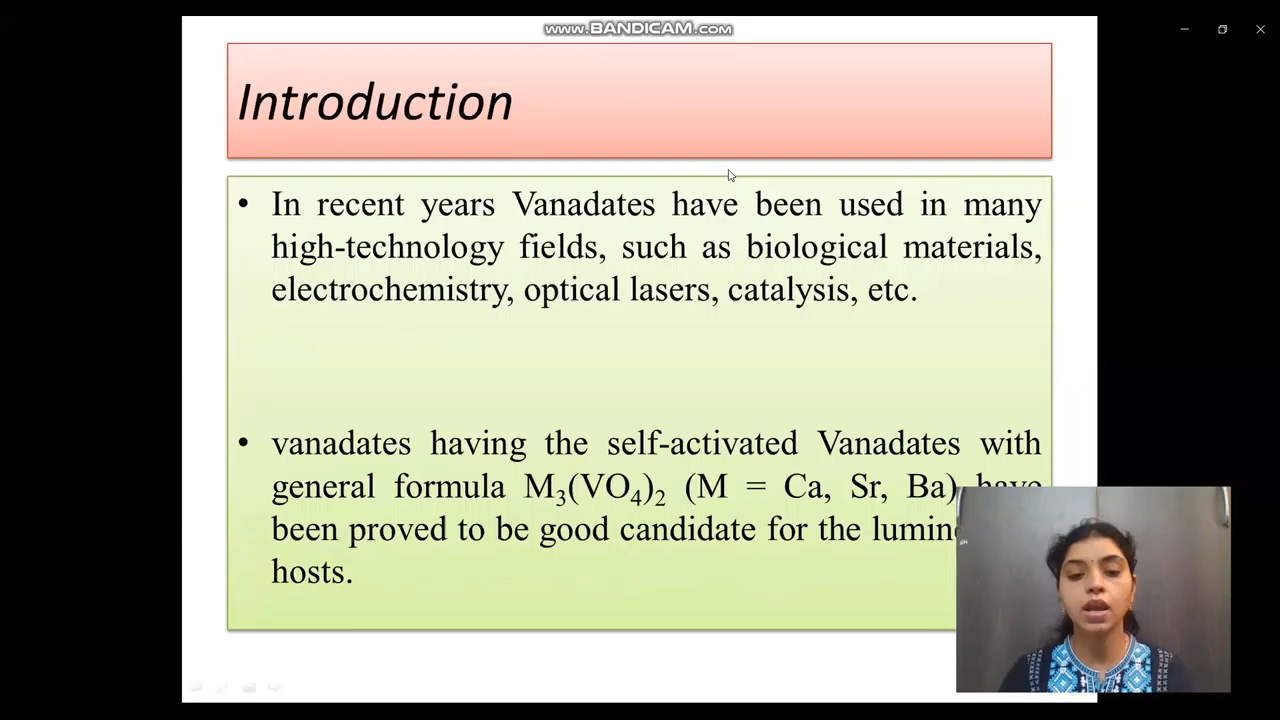 www.BANDICAM.com
Introduction
• In recent years Vanadates have been used in many
high-technology fields, such as biological materials,
electrochemistry, optical lasers, catalysis, etc.
• vanadates having the self-activated Vanadates with
general formula M₃(VO₄)₂ (M = Ca, Sr, Ba) have
been proved to be good candidate for the
hosts.